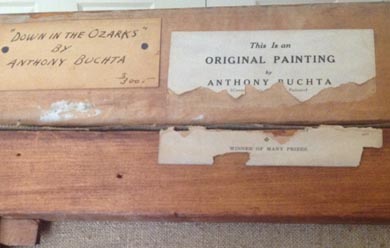 "DOWN IN THE OZARKS"
BY
ANTHONY BUCHTA
$300.—
This Is an
ORIGINAL PAINTING
by
ANTHONY BUCHTA
WINNER OF MANY PRIZES